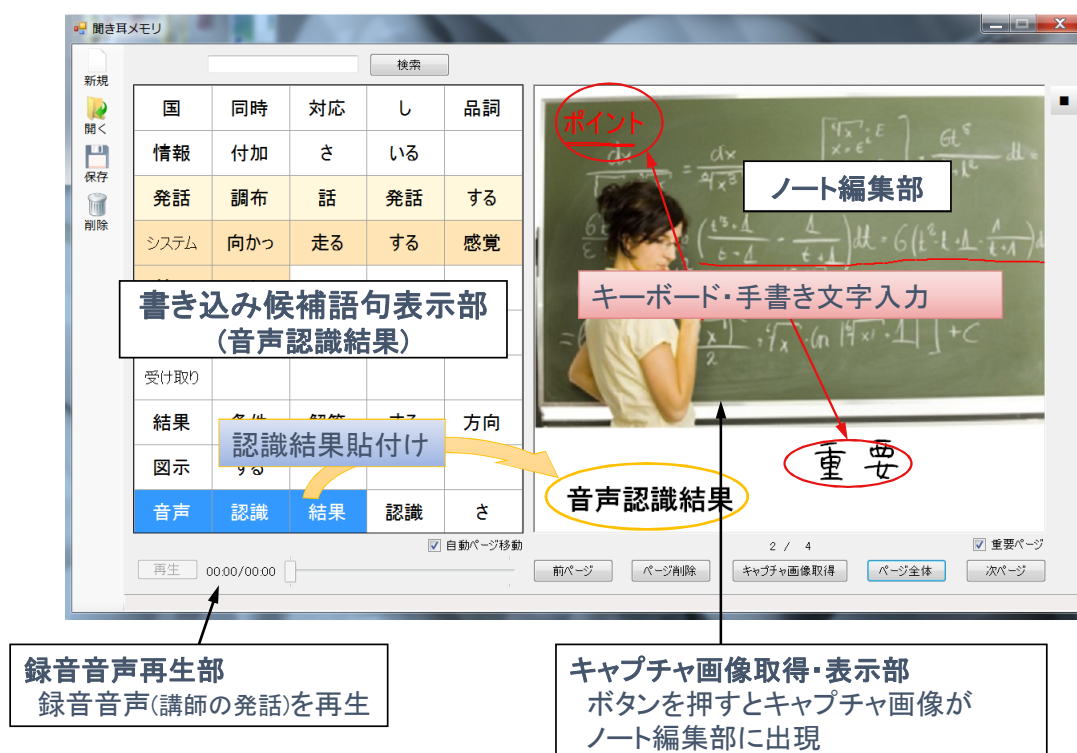 聞き耳メモリ
新規
開く
保存
削除
検索
国 同時 対応 し 品詞
情報 付加 さ いる
発話 調布 話 発話 する
システム 向かっ 走る する 感覚
書き込み候補語句表示部
(音声認識結果)
受け取り
結果 方向
認識結果貼付け
図示 する
音声 認識 結果 認識 さ
自動ページ移動
再生 00:00/00:00
ポイント
ノート編集部
キーボード・手書き文字入力
重要
音声認識結果
2 / 4
重要ページ
前ページ ページ削除 キャプチャ画像取得 ページ全体 次ページ
録音音声再生部
録音音声(講師の発話)を再生
キャプチャ画像取得・表示部
ボタンを押すとキャプチャ画像が
ノート編集部に出現